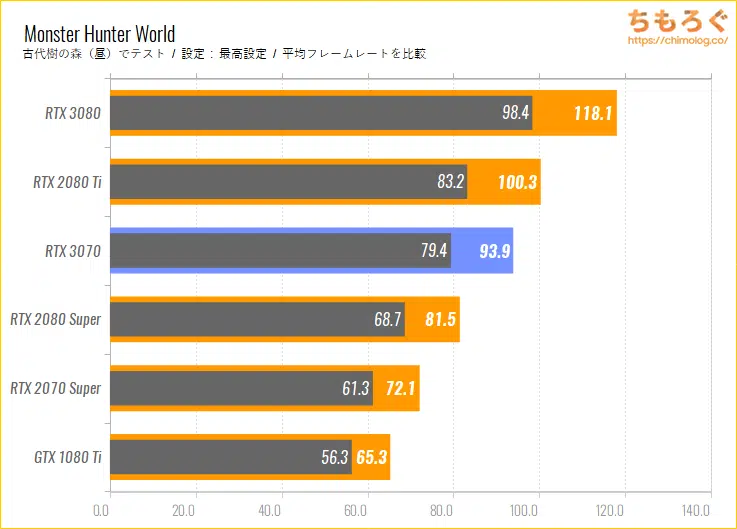 Monster Hunter World
ちもろぐ
https://chimolog.co/
古代樹の森（昼）でテスト / 設定 : 最高設定 / 平均フレームレートを比較
RTX 3080 98.4 118.1
RTX 2080 Ti 83.2 100.3
RTX 3070 79.4 93.9
RTX 2080 Super 68.7 81.5
RTX 2070 Super 61.3 72.1
GTX 1080 Ti 56.3 65.3
0.0 20.0 40.0 60.0 80.0 100.0 120.0 140.0